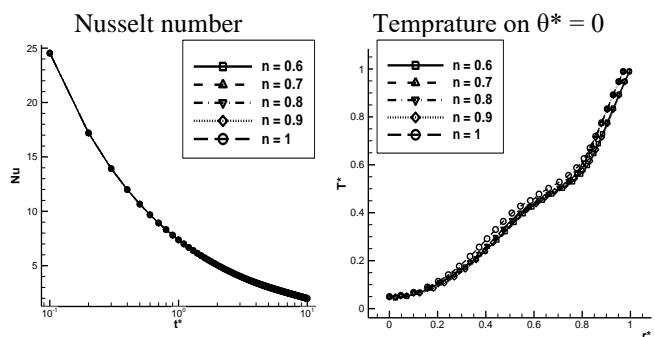 Nusselt number
Temprature on θ* = 0
25
20
15
10
5
Nu
n = 0.6
n = 0.7
n = 0.8
n = 0.9
n = 1
10⁻¹
10⁰
10¹
t*
1
0.8
0.6
0.4
0.2
0
T*
n = 0.6
n = 0.7
n = 0.8
n = 0.9
n = 1
0
0.2
0.4
0.6
0.8
1
r*